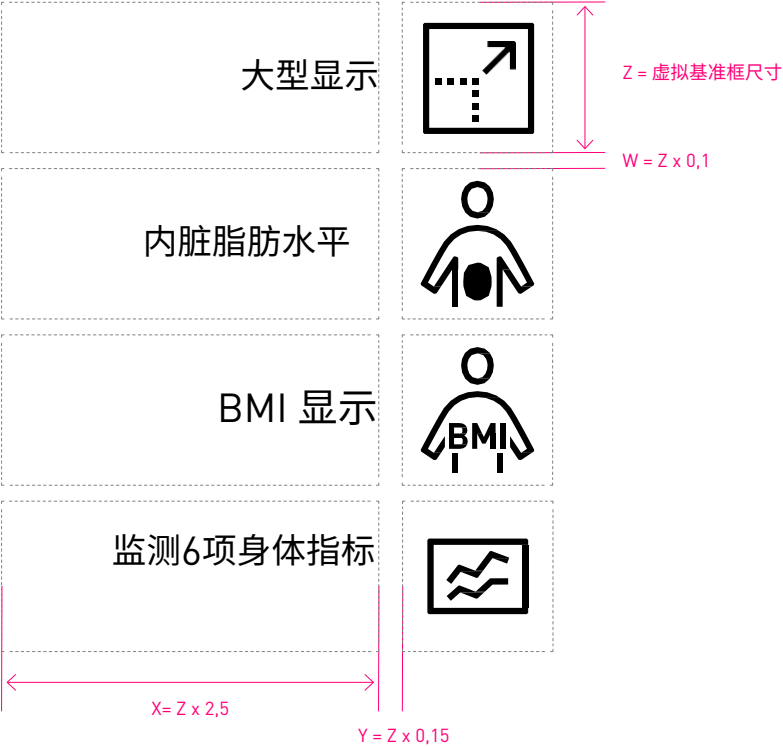 大型显示
Z = 虚拟基准框尺寸
W = Z x 0,1
内脏脂肪水平
BMI 显示
BMI
监测6项身体指标
X= Z x 2,5
Y = Z x 0,15